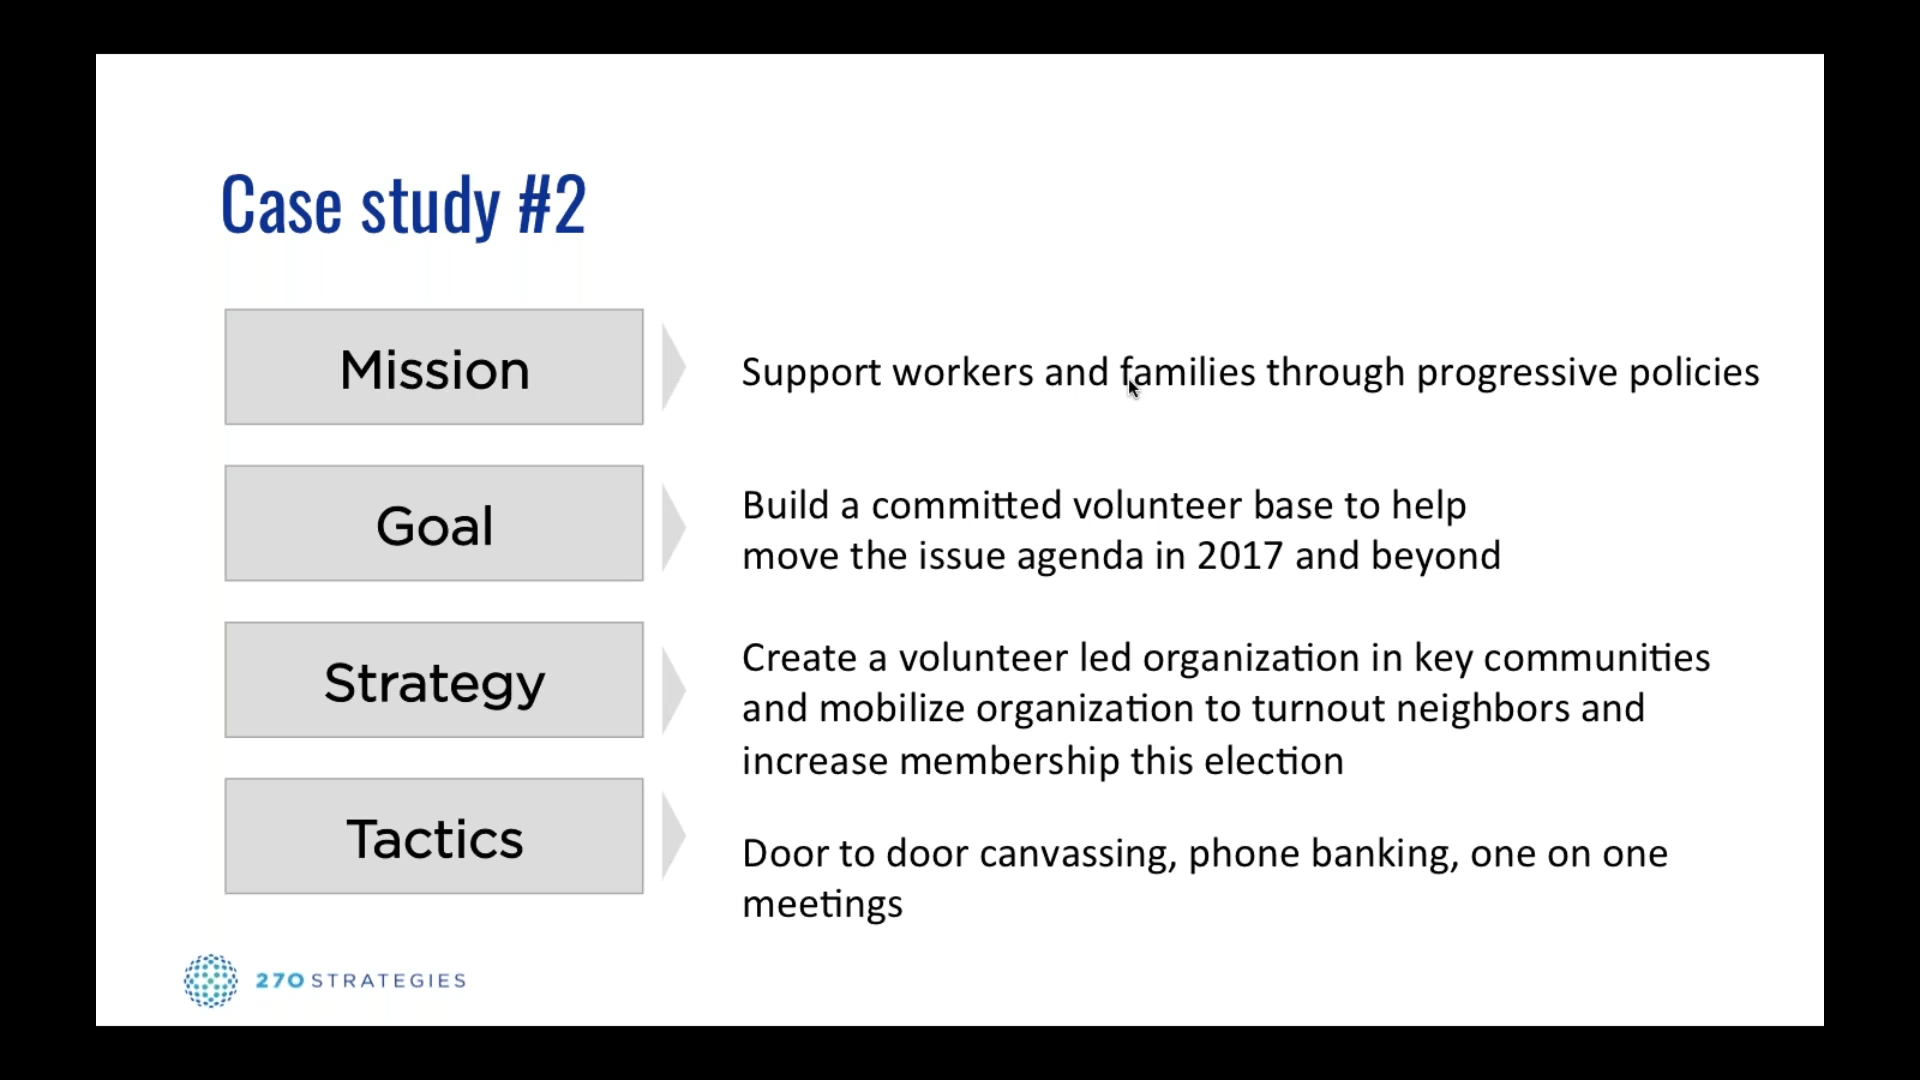 Case study #2
Mission
Support workers and families through progressive policies
Goal
Build a committed volunteer base to help
move the issue agenda in 2017 and beyond
Strategy
Create a volunteer led organization in key communities
and mobilize organization to turnout neighbors and
increase membership this election
Tactics
Door to door canvassing, phone banking, one on one
meetings
270 STRATEGIES